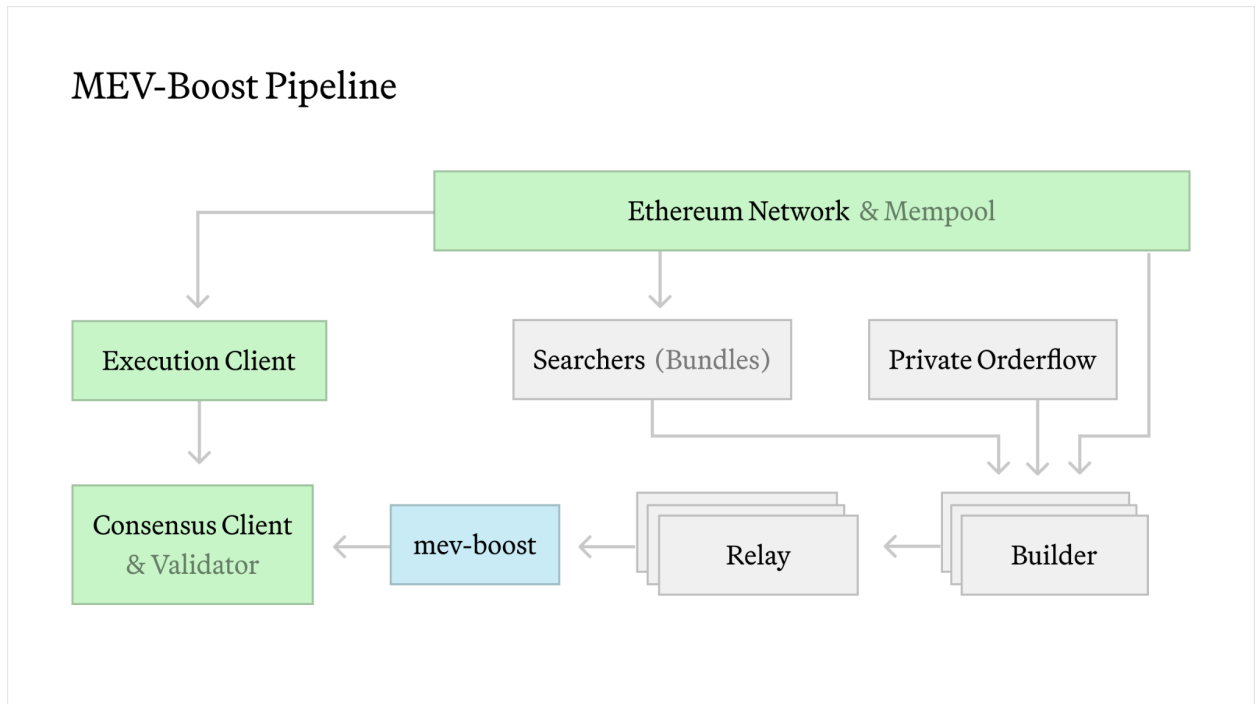 MEV-Boost Pipeline
Ethereum Network & Mempool
Execution Client
Searchers (Bundles)
Private Orderflow
Consensus Client
& Validator
mev-boost
Relay
Builder